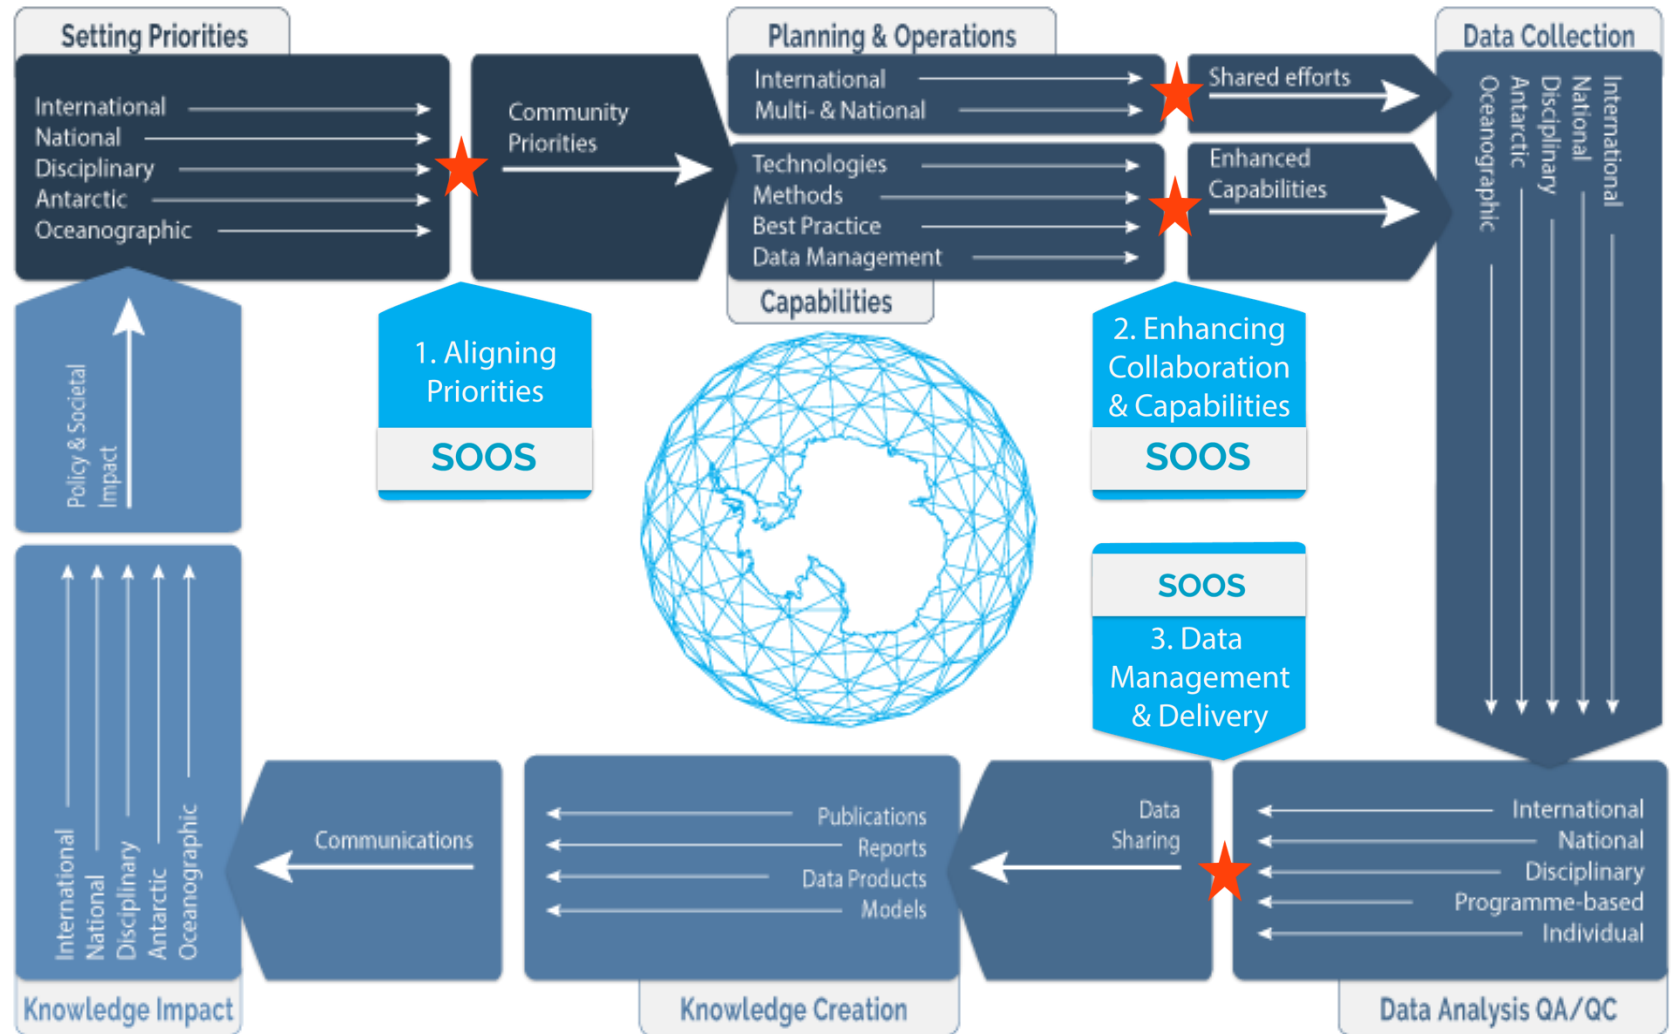 Setting Priorities
International
National
Disciplinary
Antarctic
Oceanographic
Community
Priorities
Planning & Operations
International
Multi- & National
Technologies
Methods
Best Practice
Data Management
Capabilities
Shared efforts
Enhanced
Capabilities
Data Collection
International
National
Disciplinary
Antarctic
Oceanographic
1. Aligning
Priorities
SOOS
2. Enhancing
Collaboration
& Capabilities
SOOS
SOOS
3. Data
Management
& Delivery
International
National
Disciplinary
Programme-based
Individual
Data Analysis QA/QC
Data
Sharing
Publications
Reports
Data Products
Models
Knowledge Creation
Communications
International
National
Disciplinary
Antarctic
Oceanographic
Knowledge Impact
Policy & Societal
Impact